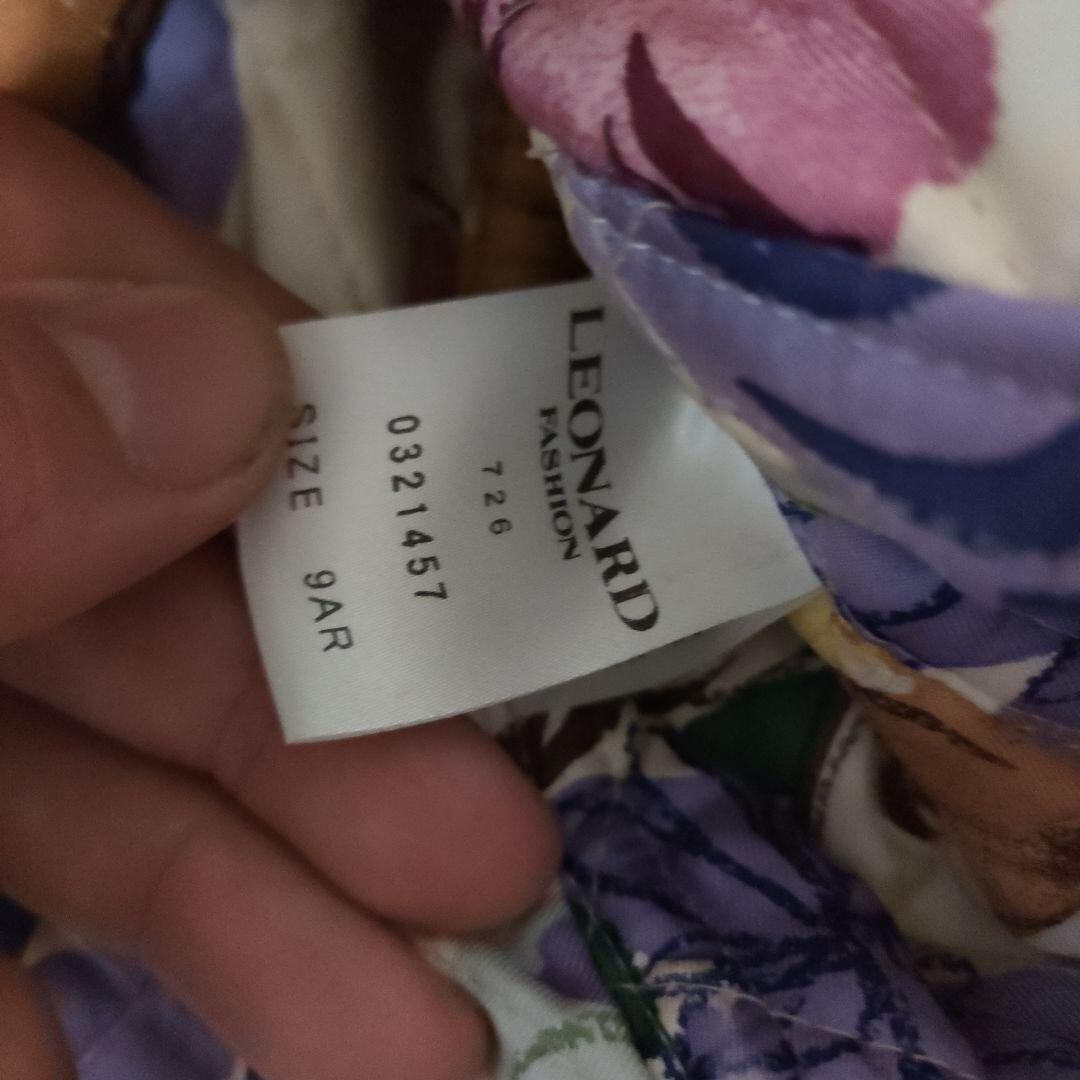 LEONARD
FASHION
726
0321457
SIZE 9AR